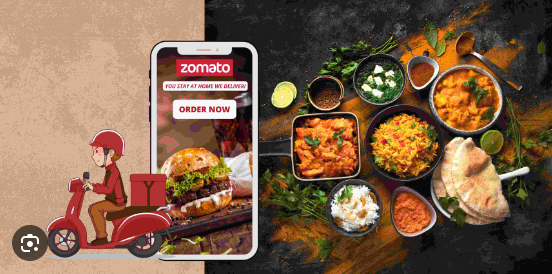 zomato
YOU STAY AT HOME WE DELIVER!
ORDER NOW